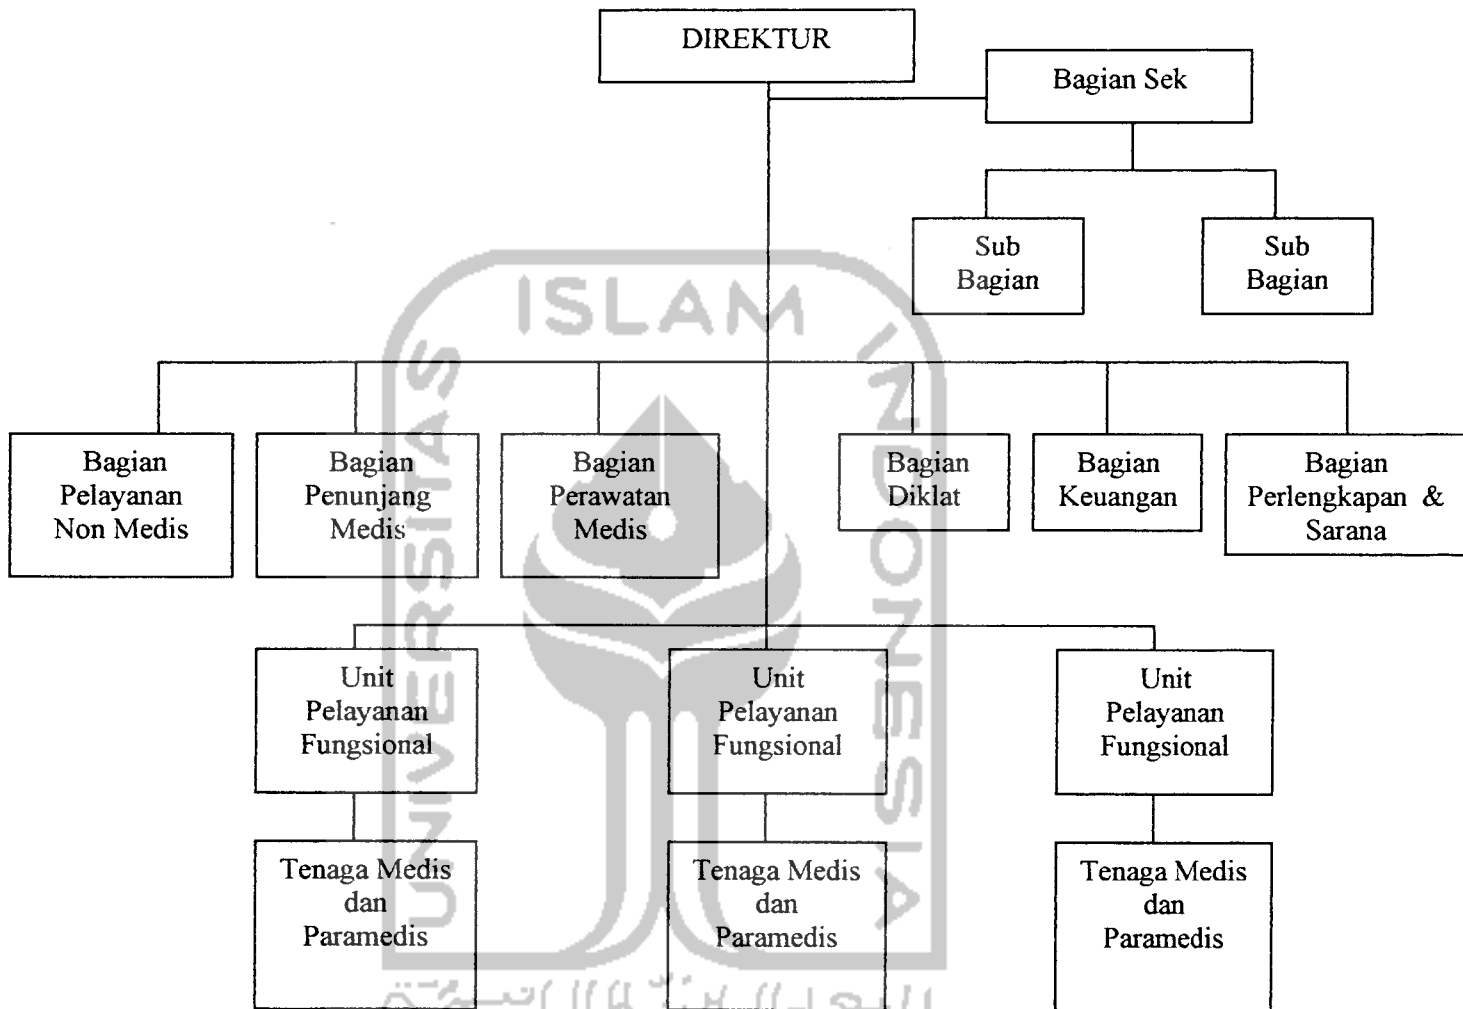 DIREKTUR
Bagian Sek
Sub
Bagian
Sub
Bagian
Bagian
Pelayanan
Non Medis
Bagian
Penunjang
Medis
Bagian
Perawatan
Medis
Bagian
Diklat
Bagian
Keuangan
Bagian
Perlengkapan &
Sarana
Unit
Pelayanan
Fungsional
Unit
Pelayanan
Fungsional
Unit
Pelayanan
Fungsional
Tenaga Medis
dan
Paramedis
Tenaga Medis
dan
Paramedis
Tenaga Medis
dan
Paramedis
UNIVERSITAS
ISLAM
INDONESIA